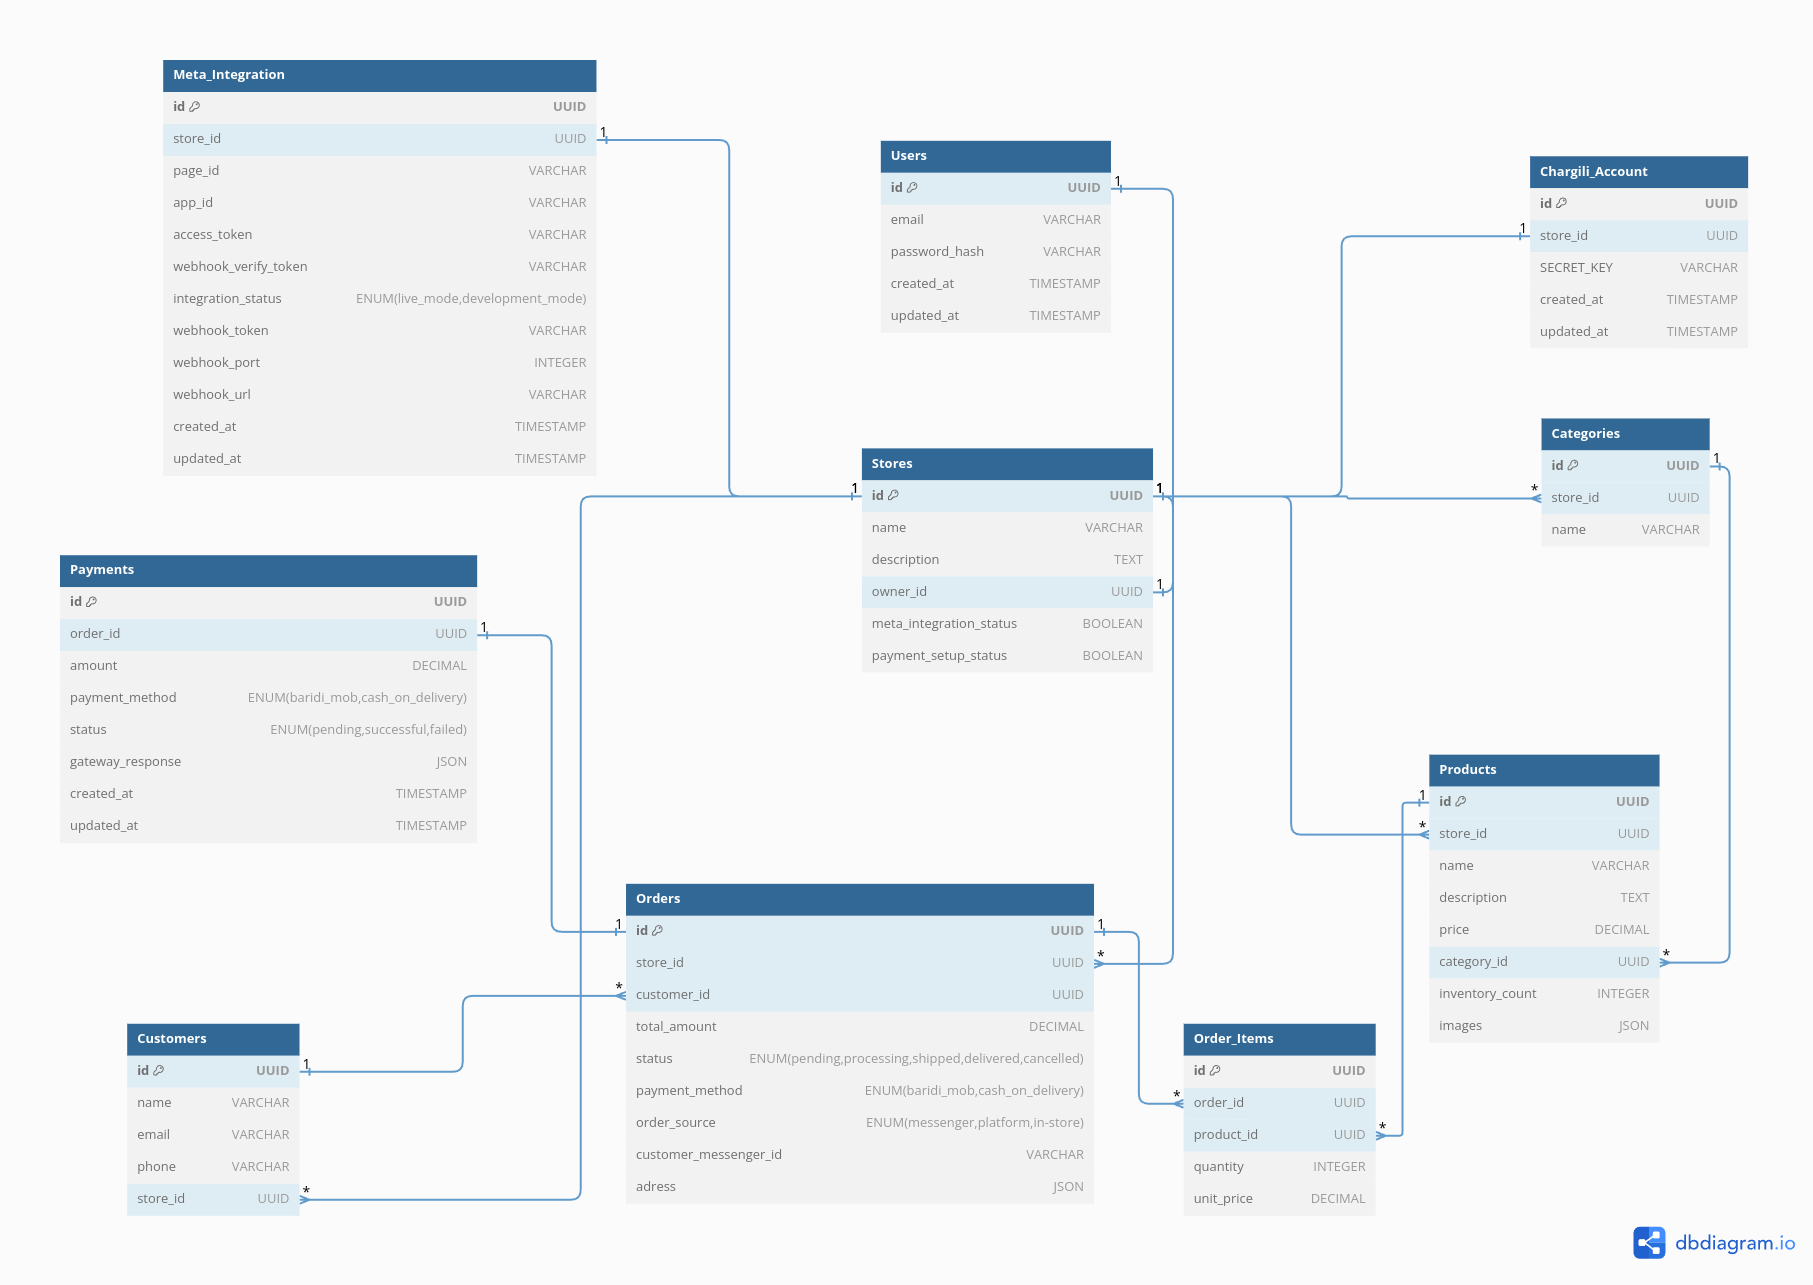 Meta_Integration
id UUID
store_id UUID
page_id VARCHAR
app_id VARCHAR
access_token VARCHAR
webhook_verify_token VARCHAR
integration_status ENUM(live_mode,development_mode)
webhook_token VARCHAR
webhook_port INTEGER
webhook_url VARCHAR
created_at TIMESTAMP
updated_at TIMESTAMP
1
Users
id UUID
email VARCHAR
password_hash VARCHAR
created_at TIMESTAMP
updated_at TIMESTAMP
1
Chargili_Account
id UUID
store_id UUID
SECRET_KEY VARCHAR
created_at TIMESTAMP
updated_at TIMESTAMP
1
Categories
id UUID
store_id UUID
name VARCHAR
1
*
Stores
id UUID
name VARCHAR
description TEXT
owner_id UUID
meta_integration_status BOOLEAN
payment_setup_status BOOLEAN
1
1
1
Payments
id UUID
order_id UUID
amount DECIMAL
payment_method ENUM(baridi_mob,cash_on_delivery)
status ENUM(pending,successful,failed)
gateway_response JSON
created_at TIMESTAMP
updated_at TIMESTAMP
1
Products
id UUID
store_id UUID
name VARCHAR
description TEXT
price DECIMAL
category_id UUID
inventory_count INTEGER
images JSON
1
*
*
Orders
id UUID
store_id UUID
customer_id UUID
total_amount DECIMAL
status ENUM(pending,processing,shipped,delivered,cancelled)
payment_method ENUM(baridi_mob,cash_on_delivery)
order_source ENUM(messenger,platform,in-store)
customer_messenger_id VARCHAR
adress JSON
1
1
*
*
Customers
id UUID
name VARCHAR
email VARCHAR
phone VARCHAR
store_id UUID
1
*
Order_Items
id UUID
order_id UUID
product_id UUID
quantity INTEGER
unit_price DECIMAL
*
*
dbdiagram.io